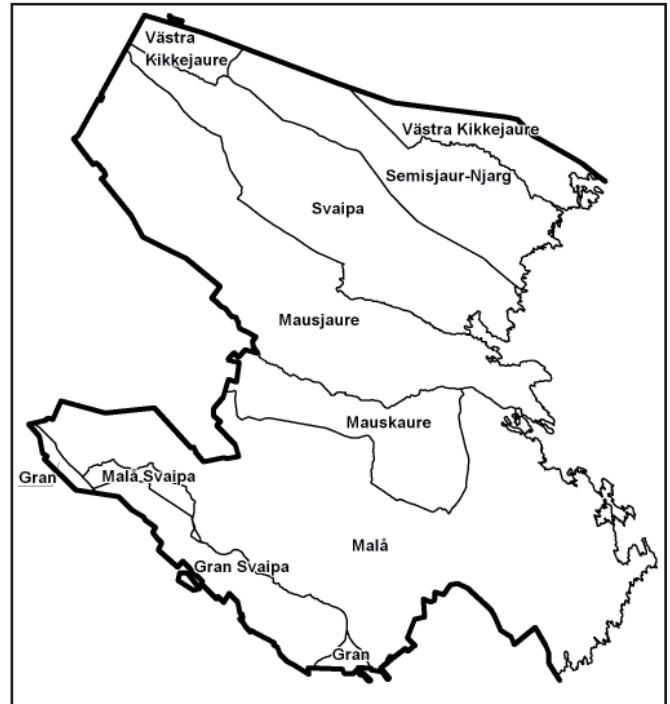 Västra
Kikkejaure
Västra Kikkejaure
Semisjaur-Njarg
Svaipa
Mausjaure
Mauskaure
Gran
Malå Svaipa
Malå
Gran Svaipa
Gran